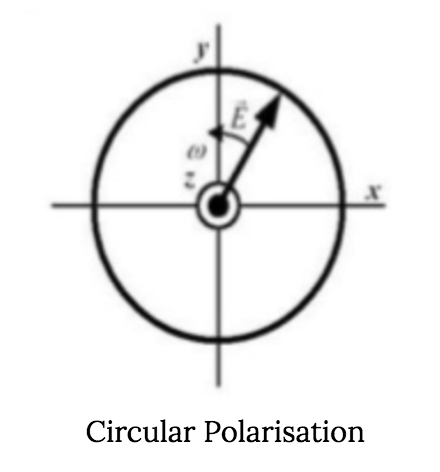 y
E
ω
z
x
Circular Polarisation